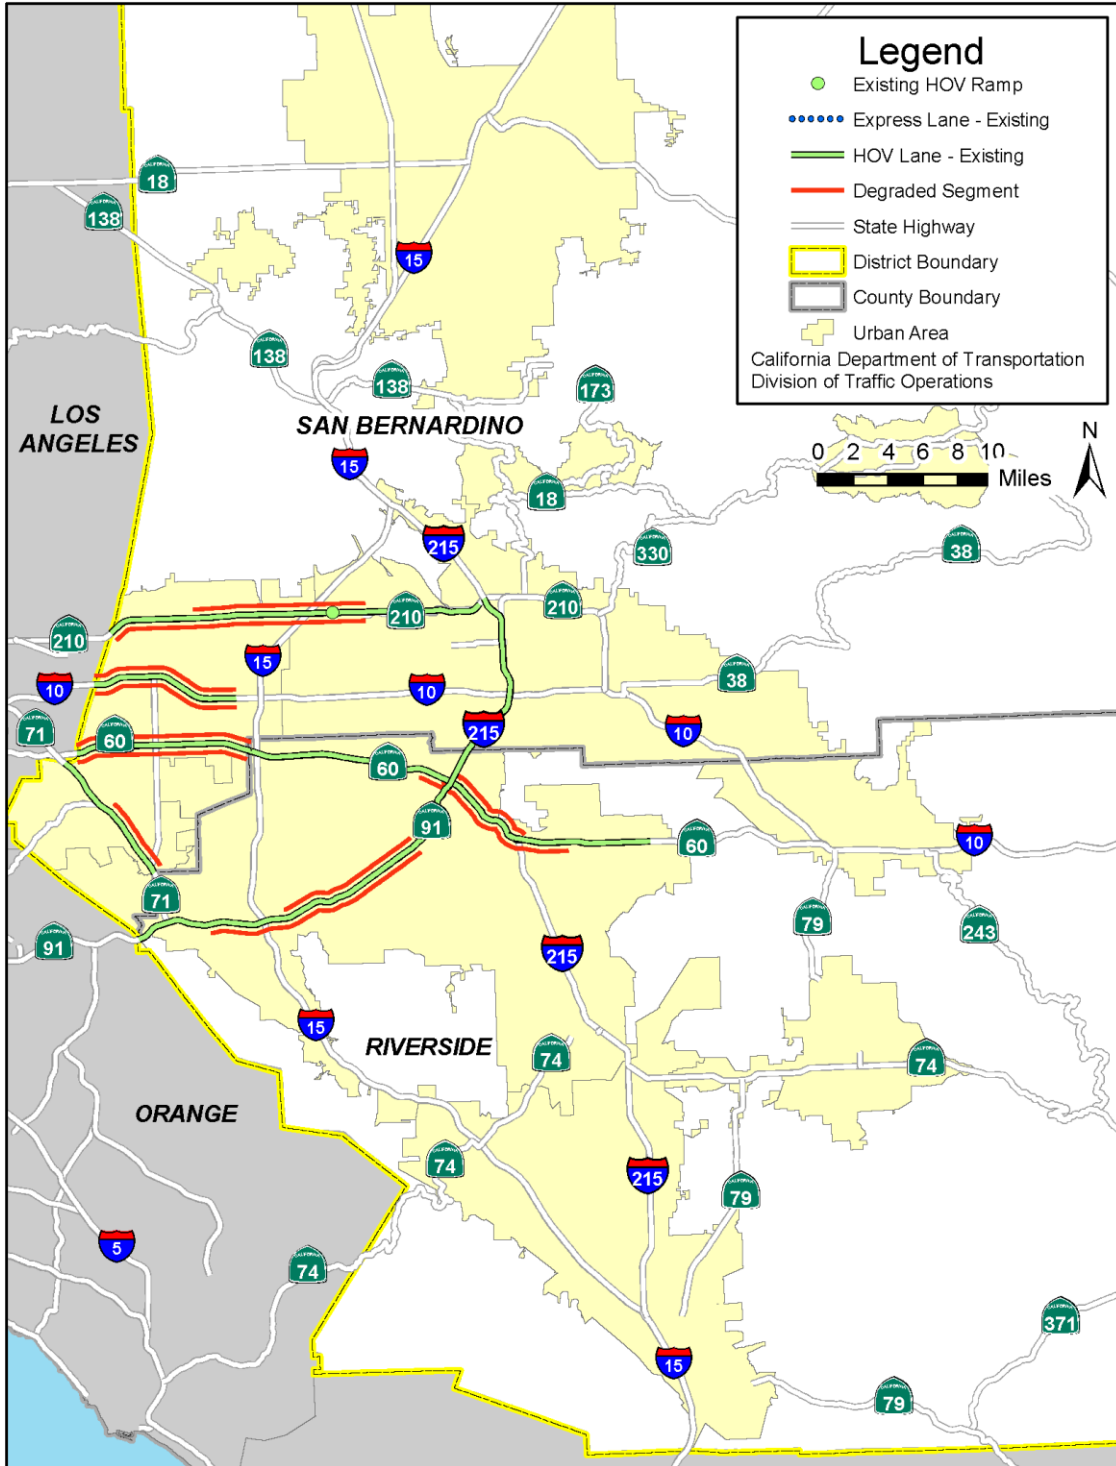 Legend
Existing HOV Ramp
Express Lane - Existing
HOV Lane - Existing
Degraded Segment
State Highway
District Boundary
County Boundary
Urban Area
California Department of Transportation
Division of Traffic Operations
18
138
15
138
138
173
LOS
ANGELES
SAN BERNARDINO
N
0 2 4 6 8 10
Miles
15
18
215
330
38
210
210
210
15
10
10
38
71
60
215
10
60
91
60
10
71
91
79
243
215
15
RIVERSIDE
74
74
ORANGE
74
215
79
5
74
371
15
79